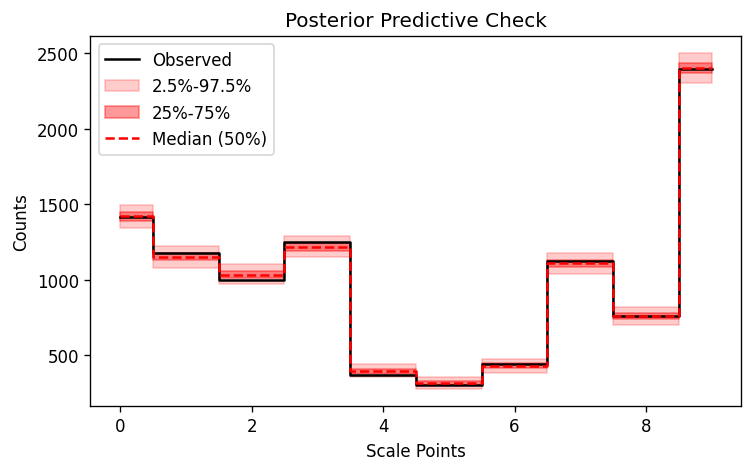 Posterior Predictive Check
Observed
2.5%-97.5%
25%-75%
Median (50%)
Counts
2500
2000
1500
1000
500
0 2 4 6 8
Scale Points